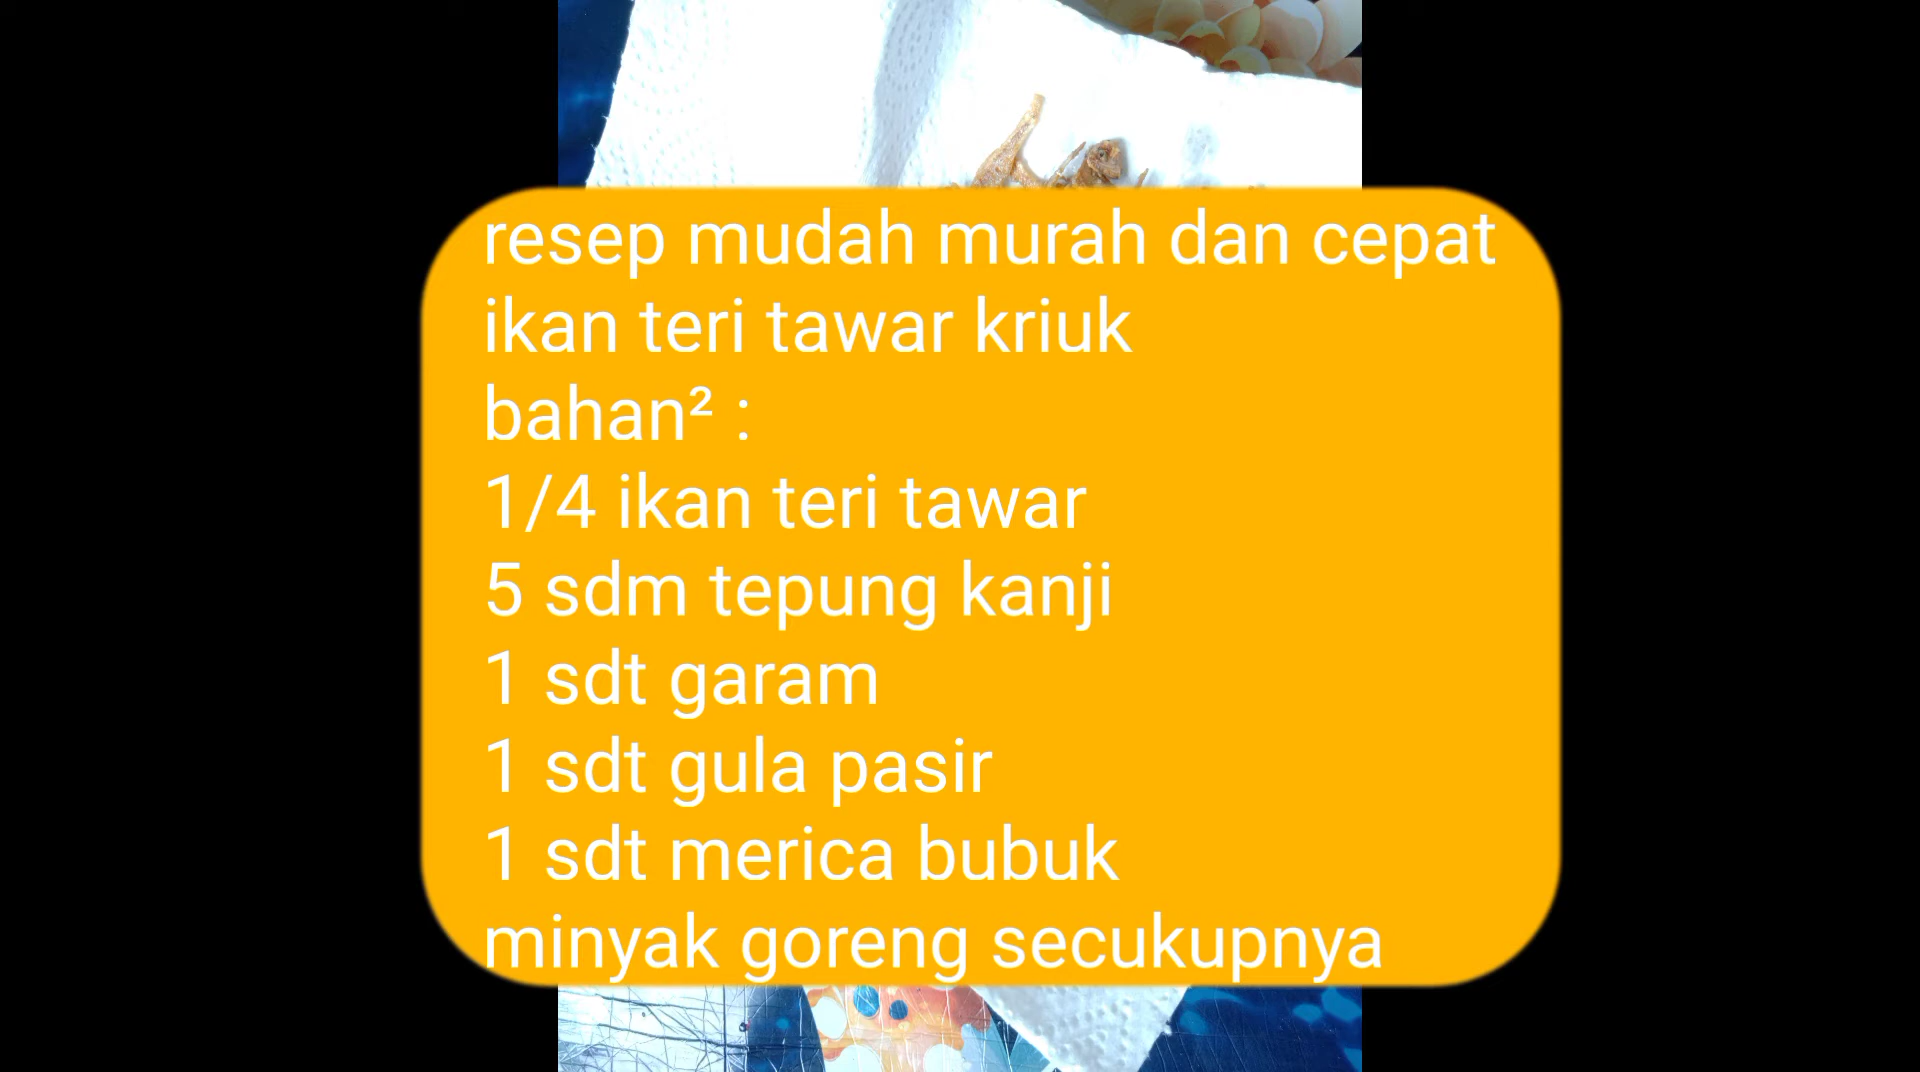 resep mudah murah dan cepat
ikan teri tawar kriuk
bahan² :
1/4 ikan teri tawar
5 sdm tepung kanji
1 sdt garam
1 sdt gula pasir
1 sdt merica bubuk
minyak goreng secukupnya